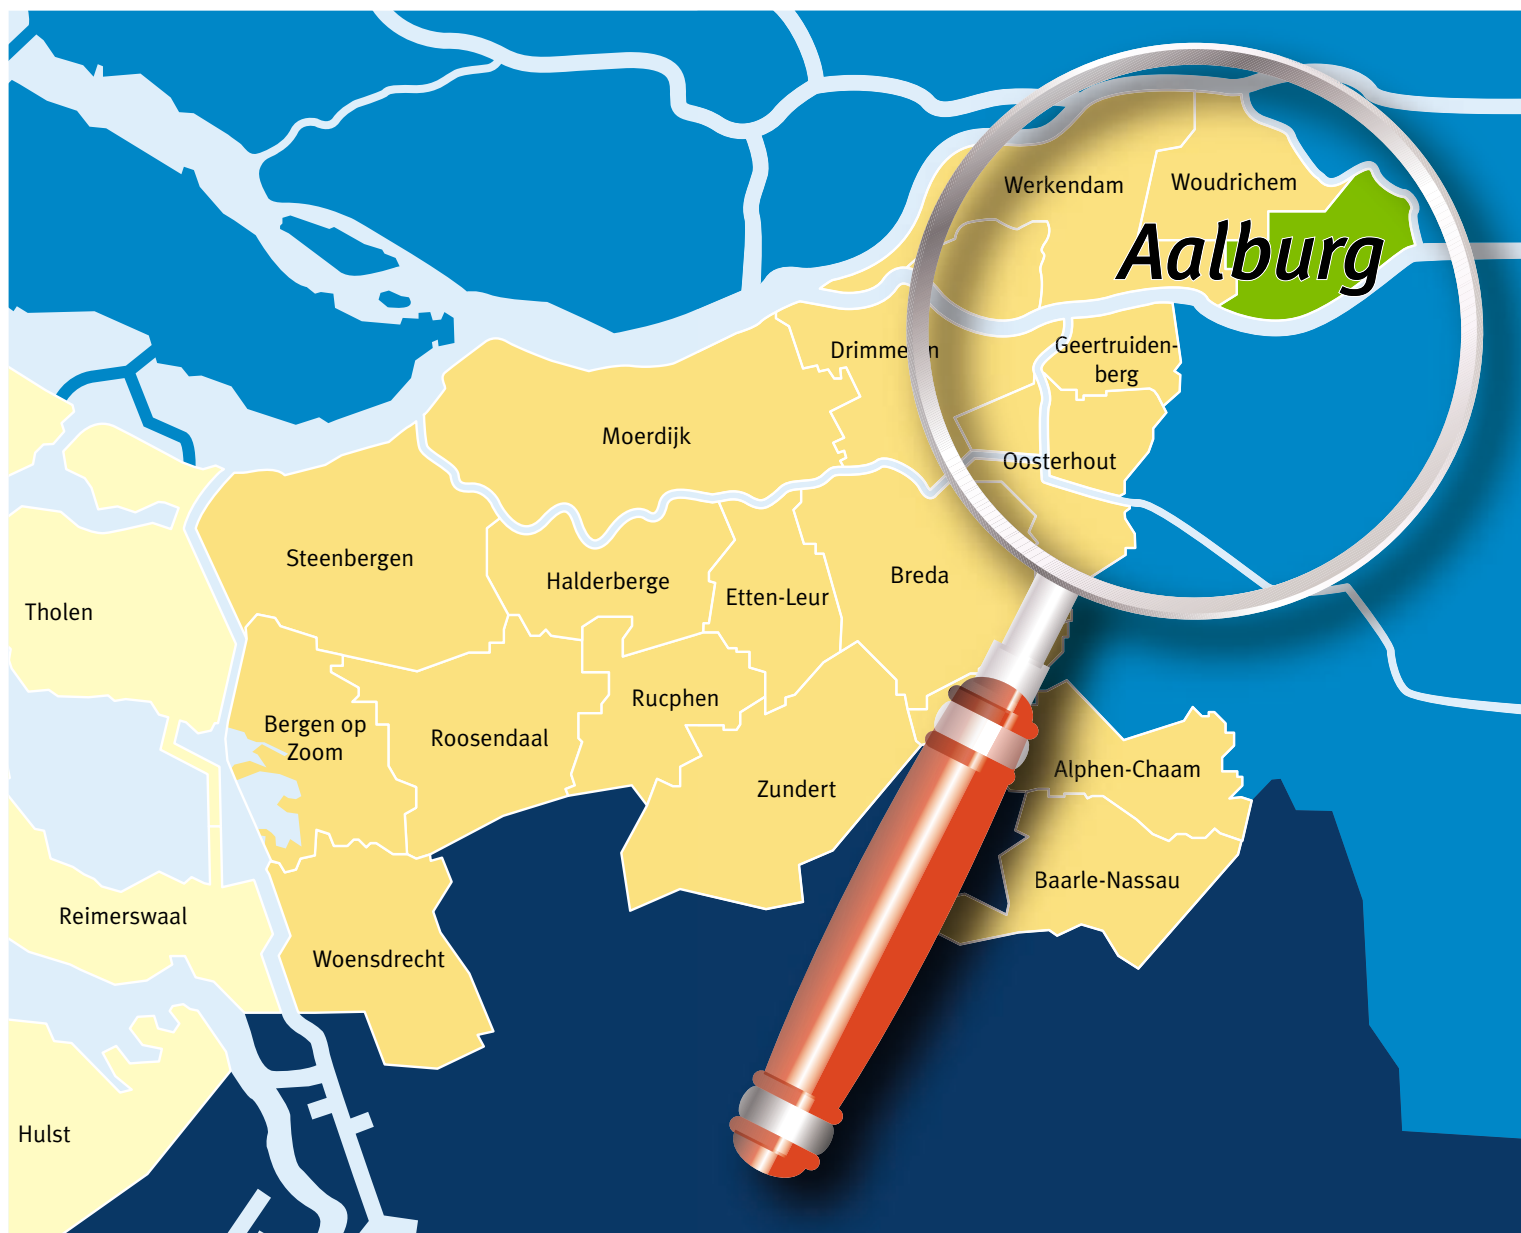 Werkendam
Woudrichem
Aalburg
Drimmelen
Geertruiden-
berg
Moerdijk
Oosterhout
Steenbergen
Halderberge
Etten-Leur
Breda
Tholen
Rucphen
Bergen op
Zoom
Roosendaal
Zundert
Alphen-Chaam
Baarle-Nassau
Reimerswaal
Woensdrecht
Hulst